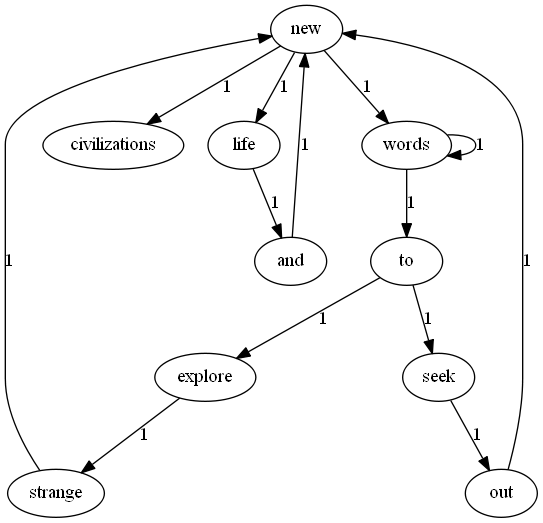 new
1 1 1
civilizations life words 1
1 1 1
and to
1 1
1 1
explore seek
1 1
strange out